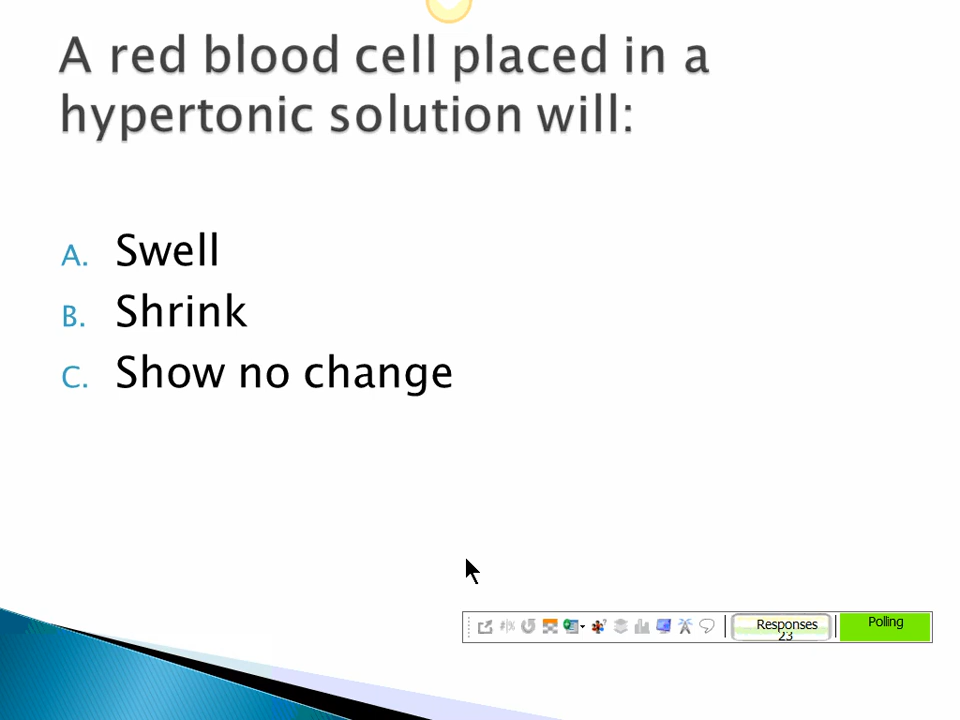 A red blood cell placed in a
hypertonic solution will:
A. Swell
B. Shrink
C. Show no change
Responses
23
Polling